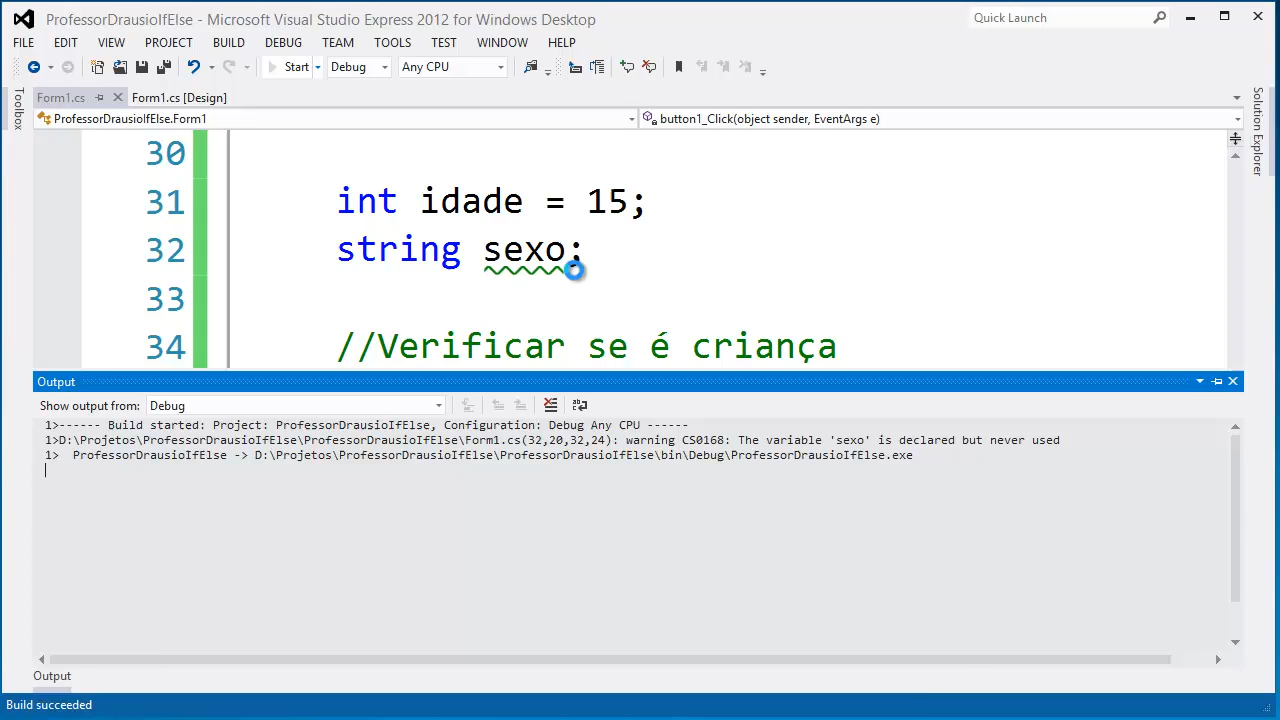 ProfessorDrausioIfElse - Microsoft Visual Studio Express 2012 for Windows Desktop
Quick Launch
FILE EDIT VIEW PROJECT BUILD DEBUG TEAM TOOLS TEST WINDOW HELP
Start Debug Any CPU
Toolbox
Form1.cs Form1.cs [Design]
Solution Explorer
ProfessorDrausioIfElse.Form1 button1_Click(object sender, EventArgs e)
30
31 int idade = 15;
32 string sexo;
33
34 //Verificar se é criança
Output
Show output from: Debug
1>------ Build started: Project: ProfessorDrausioIfElse, Configuration: Debug Any CPU ------
1>D:\Projetos\ProfessorDrausioIfElse\ProfessorDrausioIfElse\Form1.cs(32,20,32,24): warning CS0168: The variable 'sexo' is declared but never used
1>  ProfessorDrausioIfElse -> D:\Projetos\ProfessorDrausioIfElse\ProfessorDrausioIfElse\bin\Debug\ProfessorDrausioIfElse.exe
Output
Build succeeded